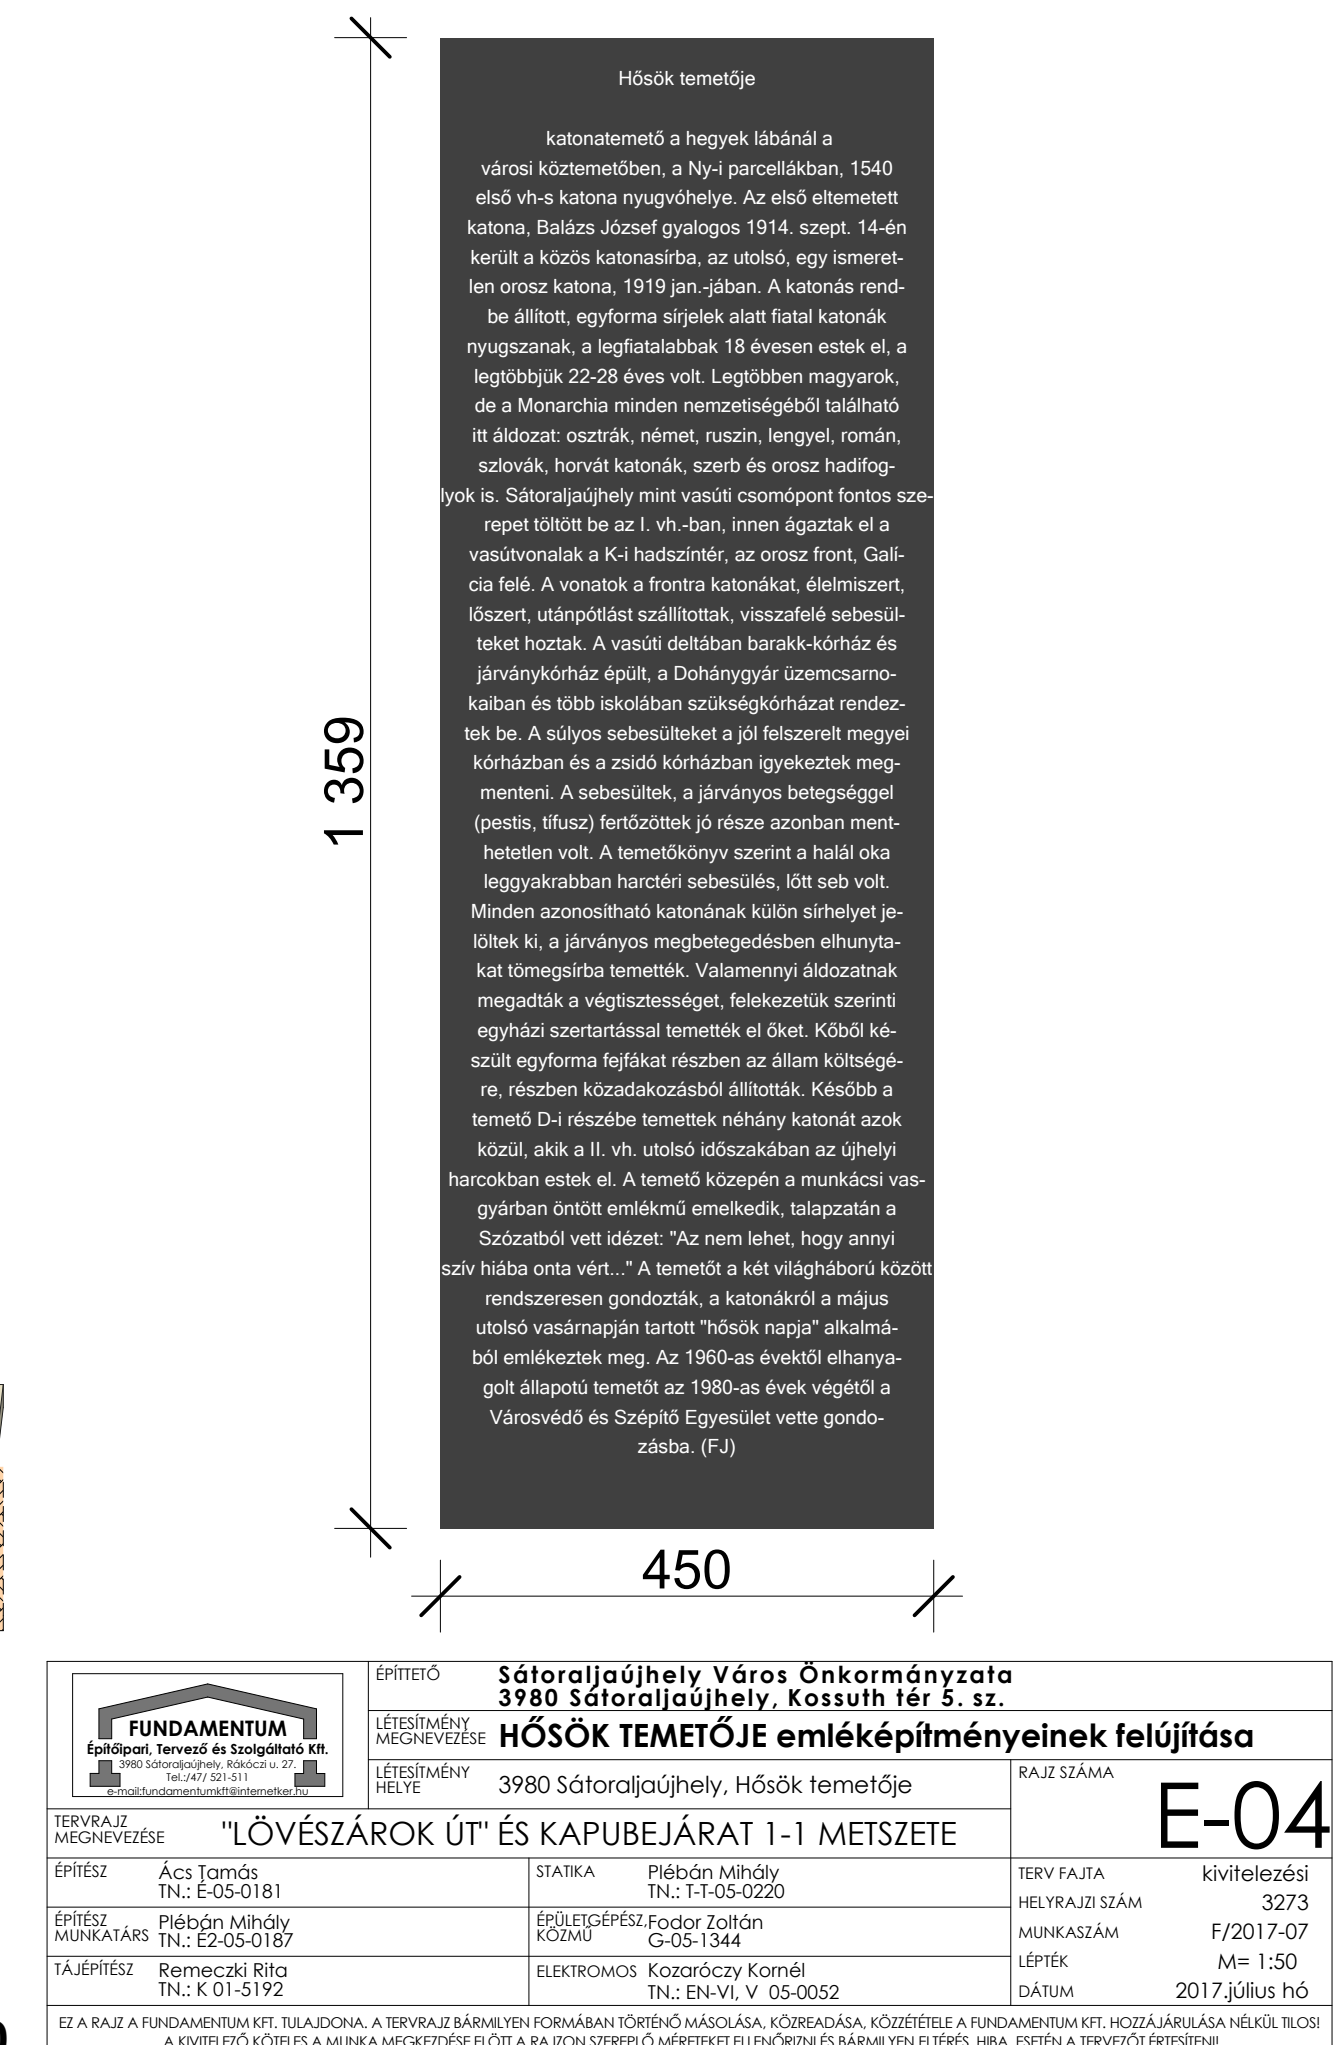 Hősök temetője
katonatemető a hegyek lábánál a
városi köztemetőben, a Ny-i parcellákban, 1540
első vh-s katona nyugvóhelye. Az első eltemetett
katona, Balázs József gyalogos 1914. szept. 14-én
került a közös katonasírba, az utolsó, egy ismeret-
len orosz katona, 1919 jan.-jában. A katonás rend-
be állított, egyforma sírjelek alatt fiatal katonák
nyugszanak, a legfiatalabbak 18 évesen estek el, a
legtöbbjük 22-28 éves volt. Legtöbben magyarok,
de a Monarchia minden nemzetiségéből található
itt áldozat: osztrák, német, ruszin, lengyel, román,
szlovák, horvát katonák, szerb és orosz hadifog-
lyok is. Sátoraljaújhely mint vasúti csomópont fontos sze-
repet töltött be az I. vh.-ban, innen ágaztak el a
vasútvonalak a K-i hadszíntér, az orosz front, Galí-
cia felé. A vonatok a frontra katonákat, élelmiszert,
lőszert, utánpótlást szállítottak, visszafelé sebesül-
teket hoztak. A vasúti deltában barakk-kórház és
járványkórház épült, a Dohánygyár üzemcsarno-
kaiban és több iskolában szükségkórházat rendez-
tek be. A súlyos sebesülteket a jól felszerelt megyei
kórházban és a zsidó kórházban igyekeztek meg-
menteni. A sebesültek, a járványos betegséggel
(pestis, tífusz) fertőzöttek jó része azonban ment-
hetetlen volt. A temetőkönyv szerint a halál oka
leggyakrabban harctéri sebesülés, lőtt seb volt.
Minden azonosítható katonának külön sírhelyet je-
löltek ki, a járványos megbetegedésben elhunyta-
kat tömegsírba temették. Valamennyi áldozatnak
megadták a végtisztességet, felekezetük szerinti
egyházi szertartással temették el őket. Kőből ké-
szült egyforma fejfákat részben az állam költségé-
re, részben közadakozásból állították. Később a
temető D-i részébe temettek néhány katonát azok
közül, akik a II. vh. utolsó időszakában az újhelyi
harcokban estek el. A temető közepén a munkácsi vas-
gyárban öntött emlékmű emelkedik, talapzatán a
Szózatból vett idézet: "Az nem lehet, hogy annyi
szív hiába onta vért..." A temetőt a két világháború között
rendszeresen gondozták, a katonákról a május
utolsó vasárnapján tartott "hősök napja" alkalmá-
ból emlékeztek meg. Az 1960-as évektől elhanya-
golt állapotú temetőt az 1980-as évek végétől a
Városvédő és Szépítő Egyesület vette gondo-
zásba. (FJ)
1 359
450
FUNDAMENTUM
Építőipari, Tervező és Szolgáltató Kft.
3980 Sátoraljaújhely, Rákóczi u. 27.
Tel.:/47/ 521-511
e-mail:fundamentumkft@internetker.hu
ÉPÍTTETŐ Sátoraljaújhely Város Önkormányzata
3980 Sátoraljaújhely, Kossuth tér 5. sz.
LÉTESÍTMÉNY MEGNEVEZÉSE HŐSÖK TEMETŐJE emléképítményeinek felújítása
LÉTESÍTMÉNY HELYE 3980 Sátoraljaújhely, Hősök temetője
RAJZ SZÁMA E-04
TERVRAJZ MEGNEVEZÉSE "LÖVÉSZÁROK ÚT" ÉS KAPUBEJÁRAT 1-1 METSZETE
ÉPÍTÉSZ Ács Tamás
TN.: É-05-0181
STATIKA Plébán Mihály
TN.: T-T-05-0220
ÉPÍTÉSZ MUNKATÁRS Plébán Mihály
TN.: É2-05-0187
ÉPÜLETGÉPÉSZ, KÖZMŰ Fodor Zoltán
G-05-1344
TÁJÉPÍTÉSZ Remeczki Rita
TN.: K 01-5192
ELEKTROMOS Kozaróczy Kornél
TN.: EN-VI, V 05-0052
TERV FAJTA kivitelezési
HELYRAJZI SZÁM 3273
MUNKASZÁM F/2017-07
LÉPTÉK M= 1:50
DÁTUM 2017.július hó
EZ A RAJZ A FUNDAMENTUM KFT. TULAJDONA. A TERVRAJZ BÁRMILYEN FORMÁBAN TÖRTÉNŐ MÁSOLÁSA, KÖZREADÁSA, KÖZZÉTÉTELE A FUNDAMENTUM KFT. HOZZÁJÁRULÁSA NÉLKÜL TILOS!
A KIVITELEZŐ KÖTELES A MUNKA MEGKEZDÉSE ELŐTT A RAJZON SZEREPLŐ MÉRETEKET ELLENŐRIZNI ÉS BÁRMILYEN ELTÉRÉS, HIBA ESETÉN A TERVEZŐT ÉRTESÍTENI!